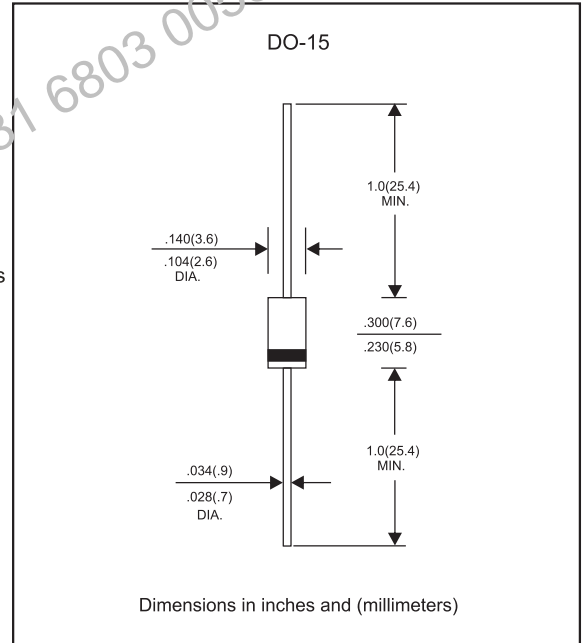 DO-15
1.0(25.4)
MIN.
.140(3.6)
.104(2.6)
DIA.
.300(7.6)
.230(5.8)
1.0(25.4)
MIN.
.034(.9)
.028(.7)
DIA.
Dimensions in inches and (millimeters)
6803
s